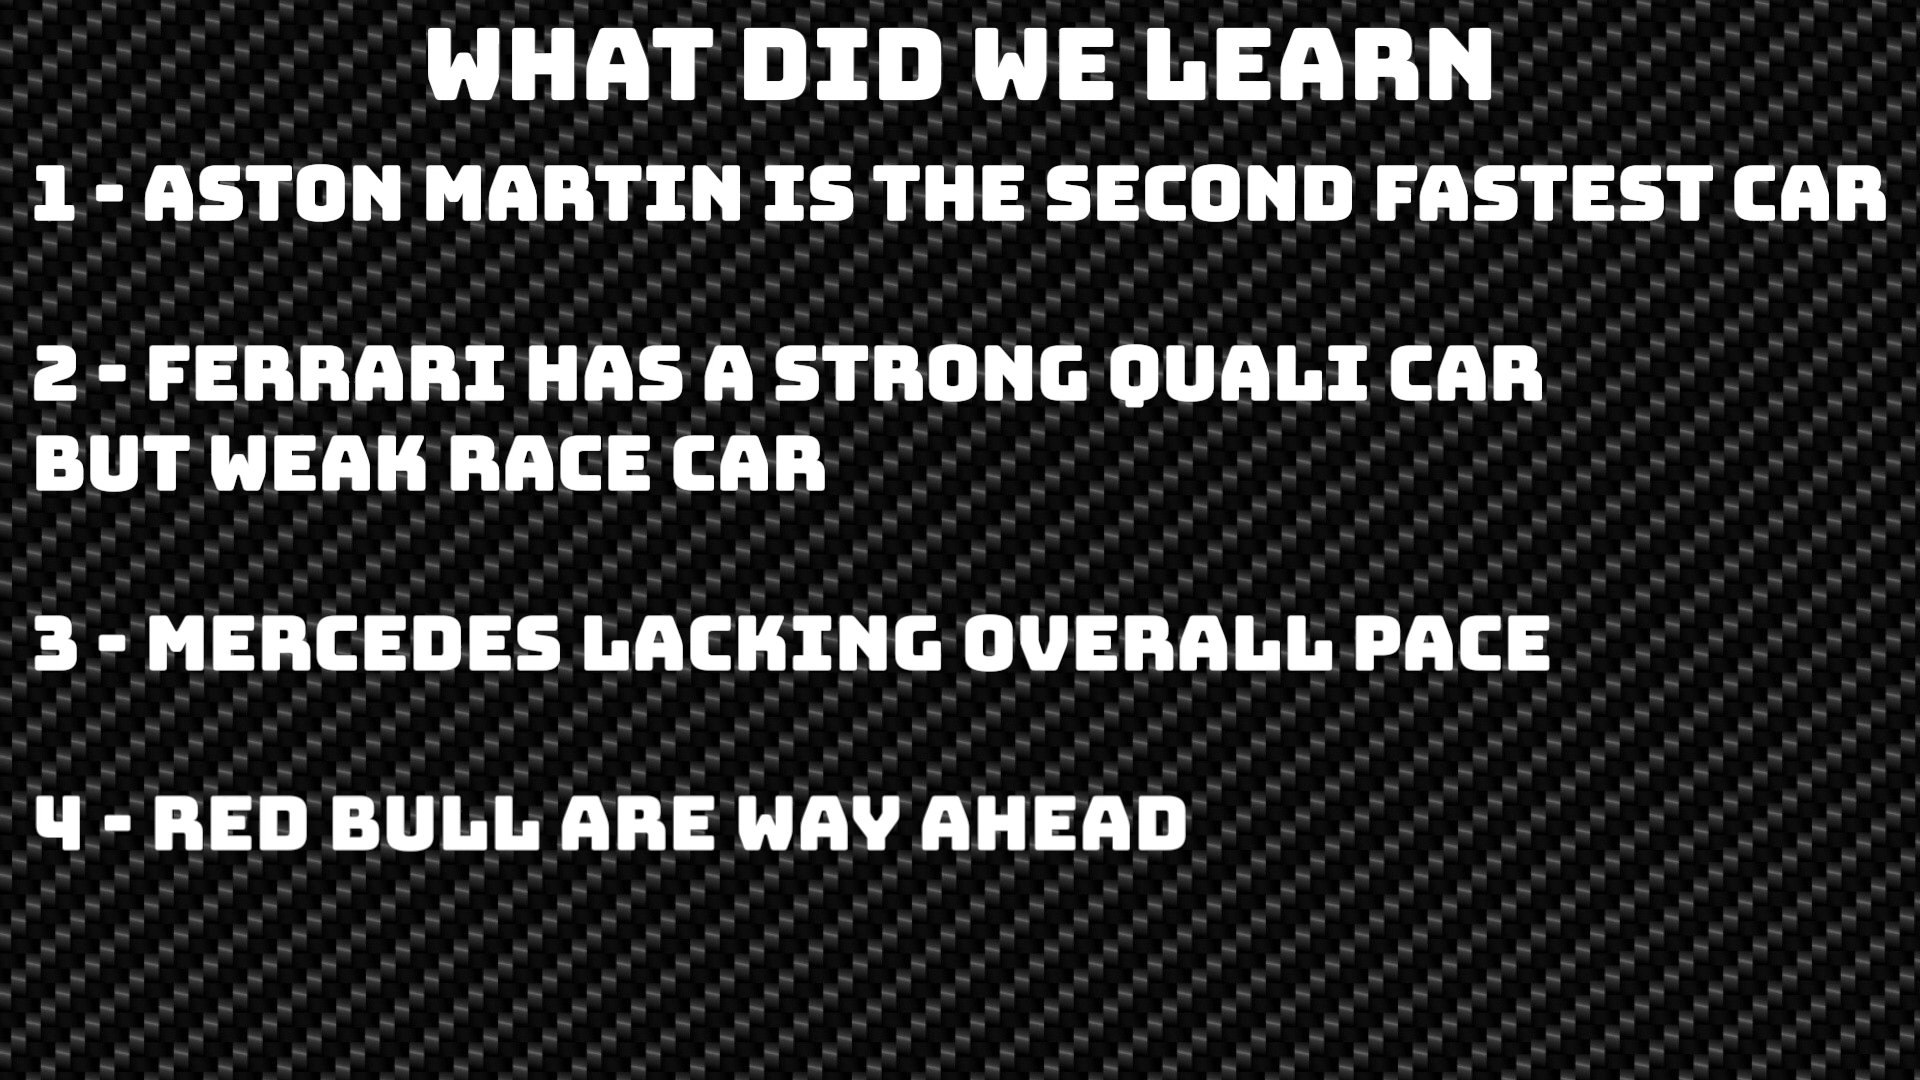 WHAT DID WE LEARN
1 - ASTON MARTIN IS THE SECOND FASTEST CAR
2 - FERRARI HAS A STRONG QUALI CAR
BUT WEAK RACE CAR
3 - MERCEDES LACKING OVERALL PACE
4 - RED BULL ARE WAY AHEAD